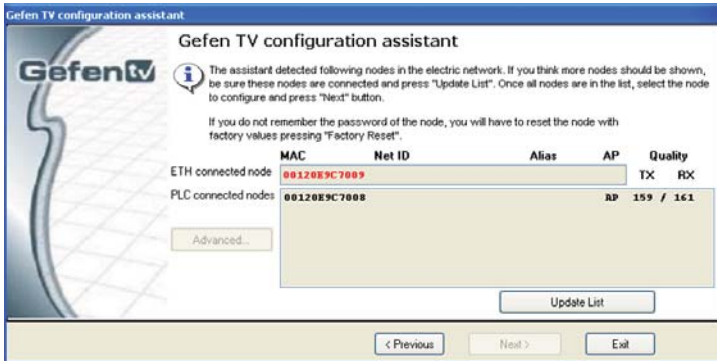 Gefen TV configuration assistant
Gefen tv
Gefen TV configuration assistant
The assistant detected following nodes in the electric network. If you think more nodes should be shown,
be sure these nodes are connected and press "Update List". Once all nodes are in the list, select the node
to configure and press "Next" button.
If you do not remember the password of the node, you will have to reset the node with
factory values pressing "Factory Reset".
MAC Net ID Alias AP Quality
ETH connected node 00120E9C7009 TX RX
PLC connected nodes 00120E9C7008 AP 159 / 161
Advanced...
Update List
< Previous Next > Exit